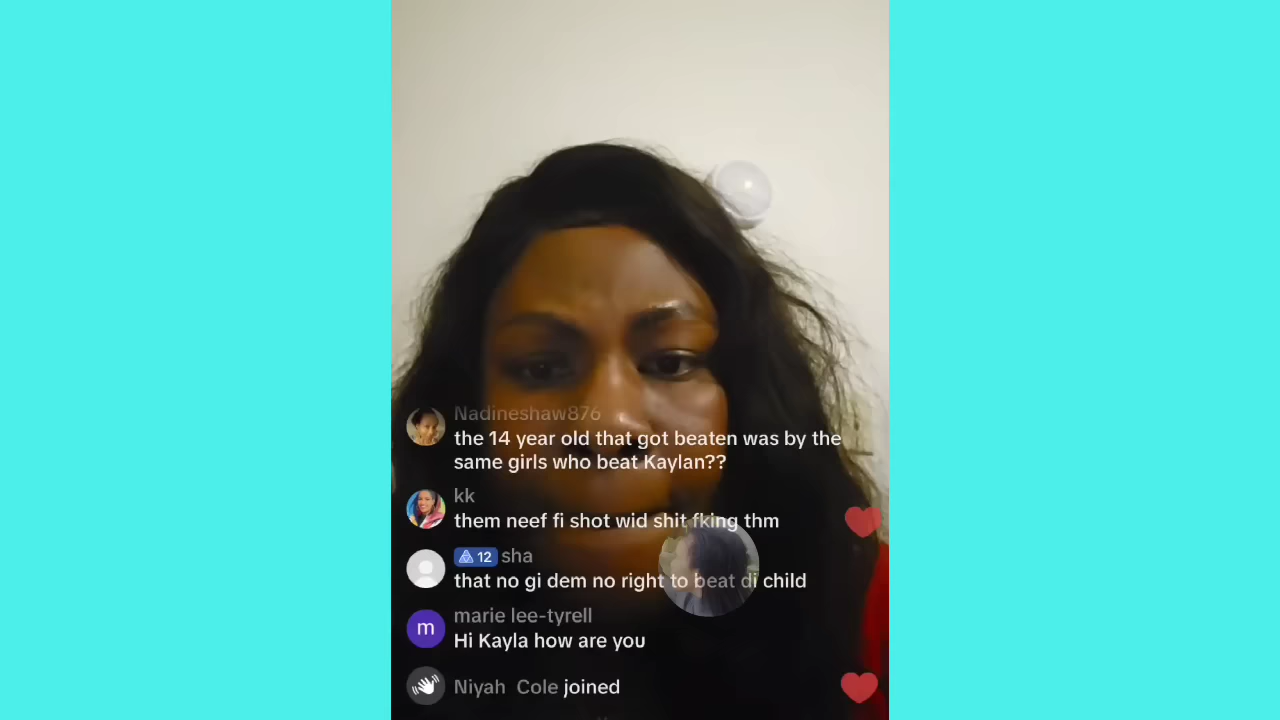 Nadineshaw876
the 14 year old that got beaten was by the
same girls who beat Kaylan??
kk
them neef fi shot wid shit fking thm
12 sha
that no gi dem no right to beat di child
m
marie lee-tyrell
Hi Kayla how are you
Niyah Cole joined